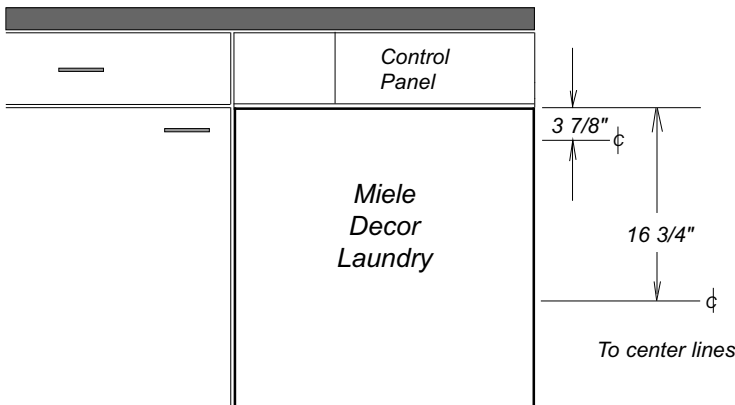 Control
Panel
3 7/8"
℄
Miele
Decor
Laundry
16 3/4"
℄
To center lines